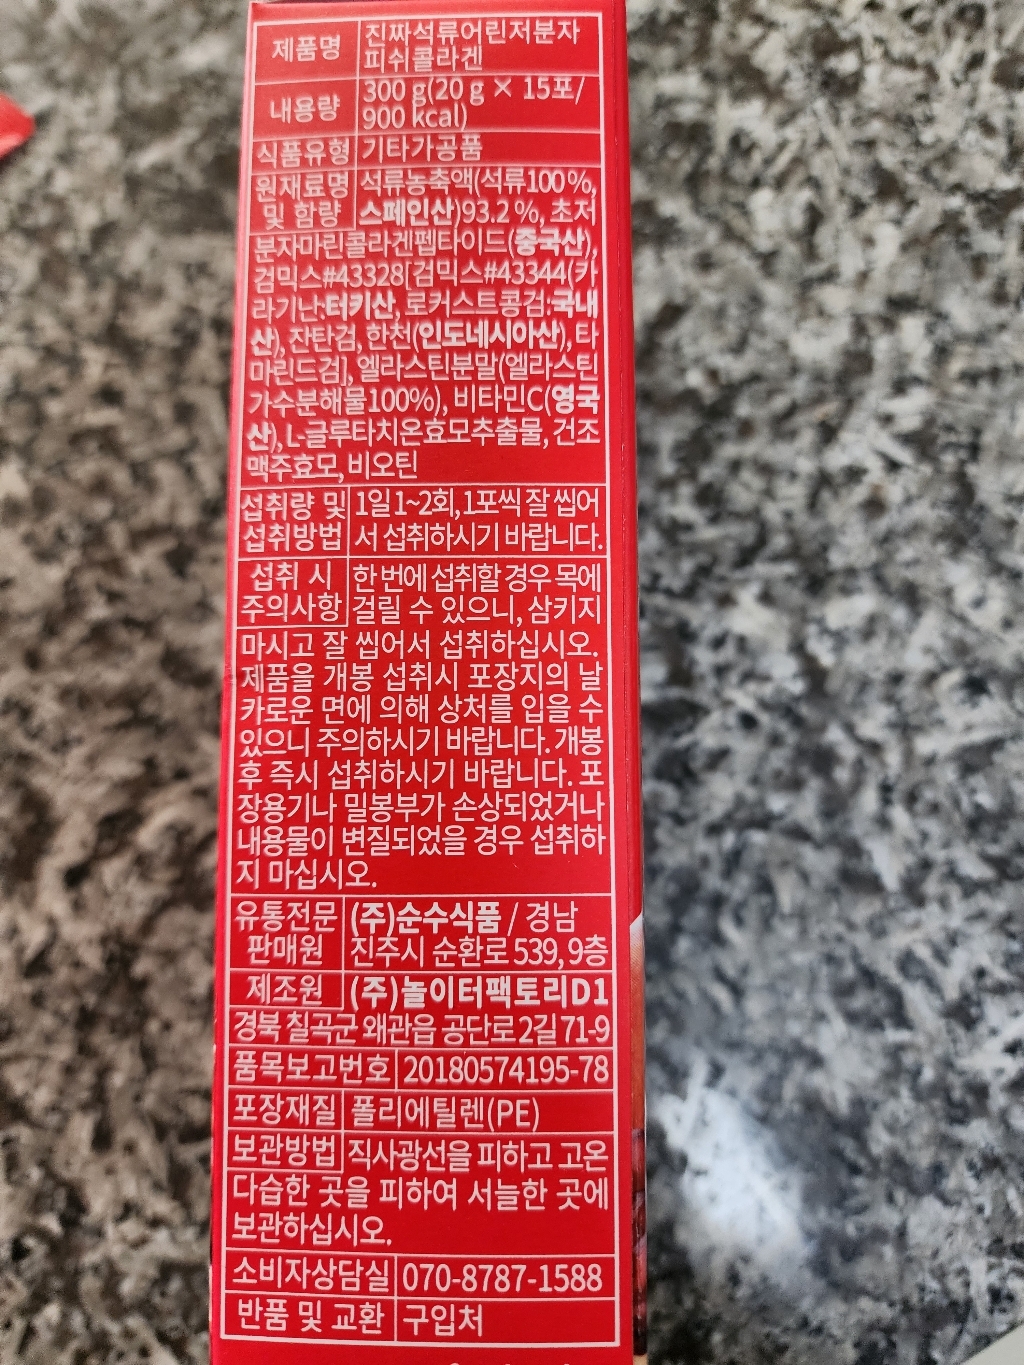 제품명 진짜석류어린저분자
피쉬콜라겐
내용량 300 g(20 g × 15포/
900 kcal)
식품유형 기타가공품
원재료명 석류농축액(석류100%,
및 함량 스페인산)93.2 %, 초저
분자마린콜라겐펩타이드(중국산),
검믹스#43328[검믹스#43344(카
라기난:터키산, 로커스트콩검:국내
산), 잔탄검, 한천(인도네시아산), 타
마린드검], 엘라스틴분말(엘라스틴
가수분해물100%), 비타민C(영국
산), L-글루타치온효모추출물, 건조
맥주효모, 비오틴
섭취량 및 1일 1~2회, 1포씩 잘 씹어
섭취방법 서 섭취하시기 바랍니다.
섭취 시 한번에 섭취할 경우 목에
주의사항 걸릴 수 있으니, 삼키지
마시고 잘 씹어서 섭취하십시오.
제품을 개봉 섭취시 포장지의 날
카로운 면에 의해 상처를 입을 수
있으니 주의하시기 바랍니다. 개봉
후 즉시 섭취하시기 바랍니다. 포
장용기나 밀봉부가 손상되었거나
내용물이 변질되었을 경우 섭취하
지 마십시오.
유통전문 (주)순수식품 / 경남
판매원 진주시 순환로 539, 9층
제조원 (주)놀이터팩토리D1
경북 칠곡군 왜관읍 공단로2길 71-9
품목보고번호 20180574195-78
포장재질 폴리에틸렌(PE)
보관방법 직사광선을 피하고 고온
다습한 곳을 피하여 서늘한 곳에
보관하십시오.
소비자상담실 070-8787-1588
반품 및 교환 구입처